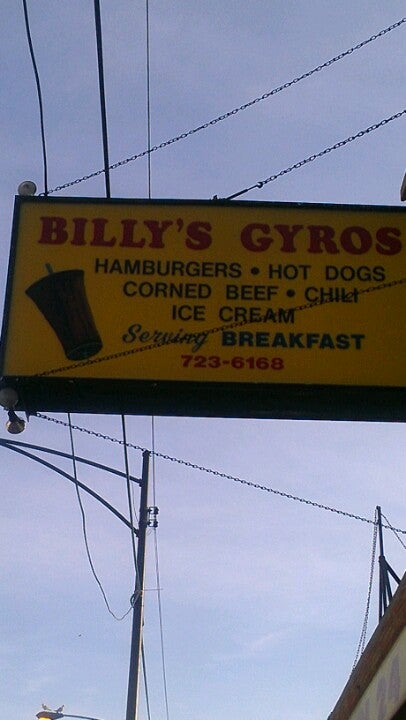 BILLY'S GYROS
HAMBURGERS • HOT DOGS
CORNED BEEF • CHILI
ICE CREAM
Serving BREAKFAST
723-6168